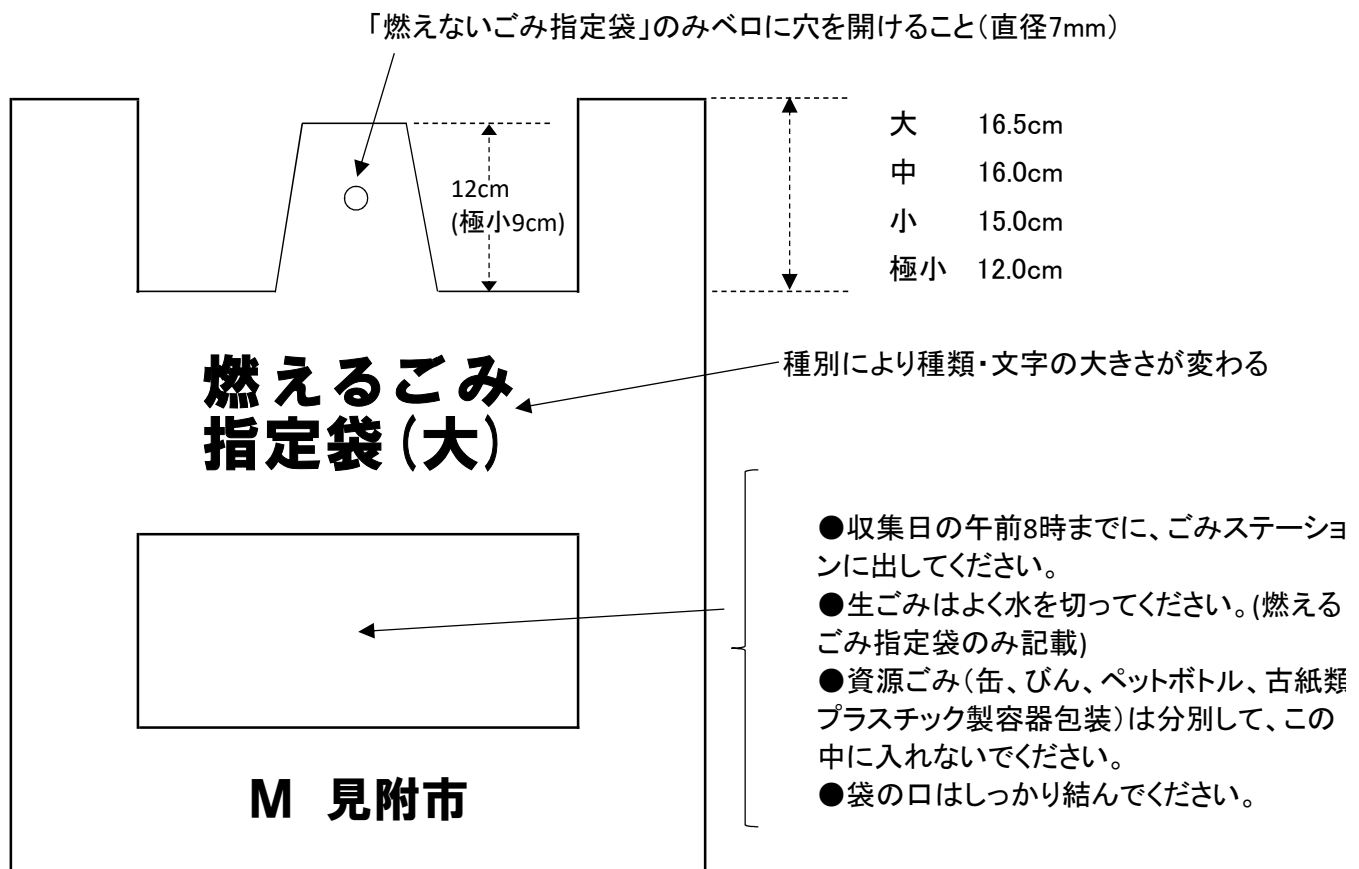 「燃えないごみ指定袋」のみベロに穴を開けること（直径7mm）
12cm
(極小9cm)
大 16.5cm
中 16.0cm
小 15.0cm
極小 12.0cm
燃えるごみ
指定袋(大)
種別により種類・文字の大きさが変わる
●収集日の午前8時までに、ごみステーショ
ンに出してください。
●生ごみはよく水を切ってください。(燃える
ごみ指定袋のみ記載)
●資源ごみ（缶、びん、ペットボトル、古紙類
プラスチック製容器包装）は分別して、この
中に入れないでください。
●袋の口はしっかり結んでください。
M 見附市